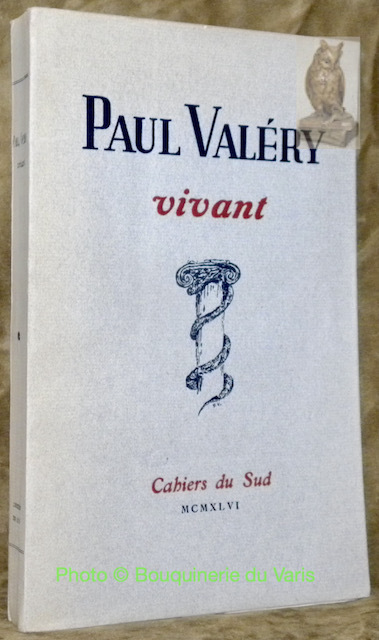 PAUL VALÉRY
vivant
Cahiers du Sud
MCMXLVI
Photo © Bouquinerie du Varis